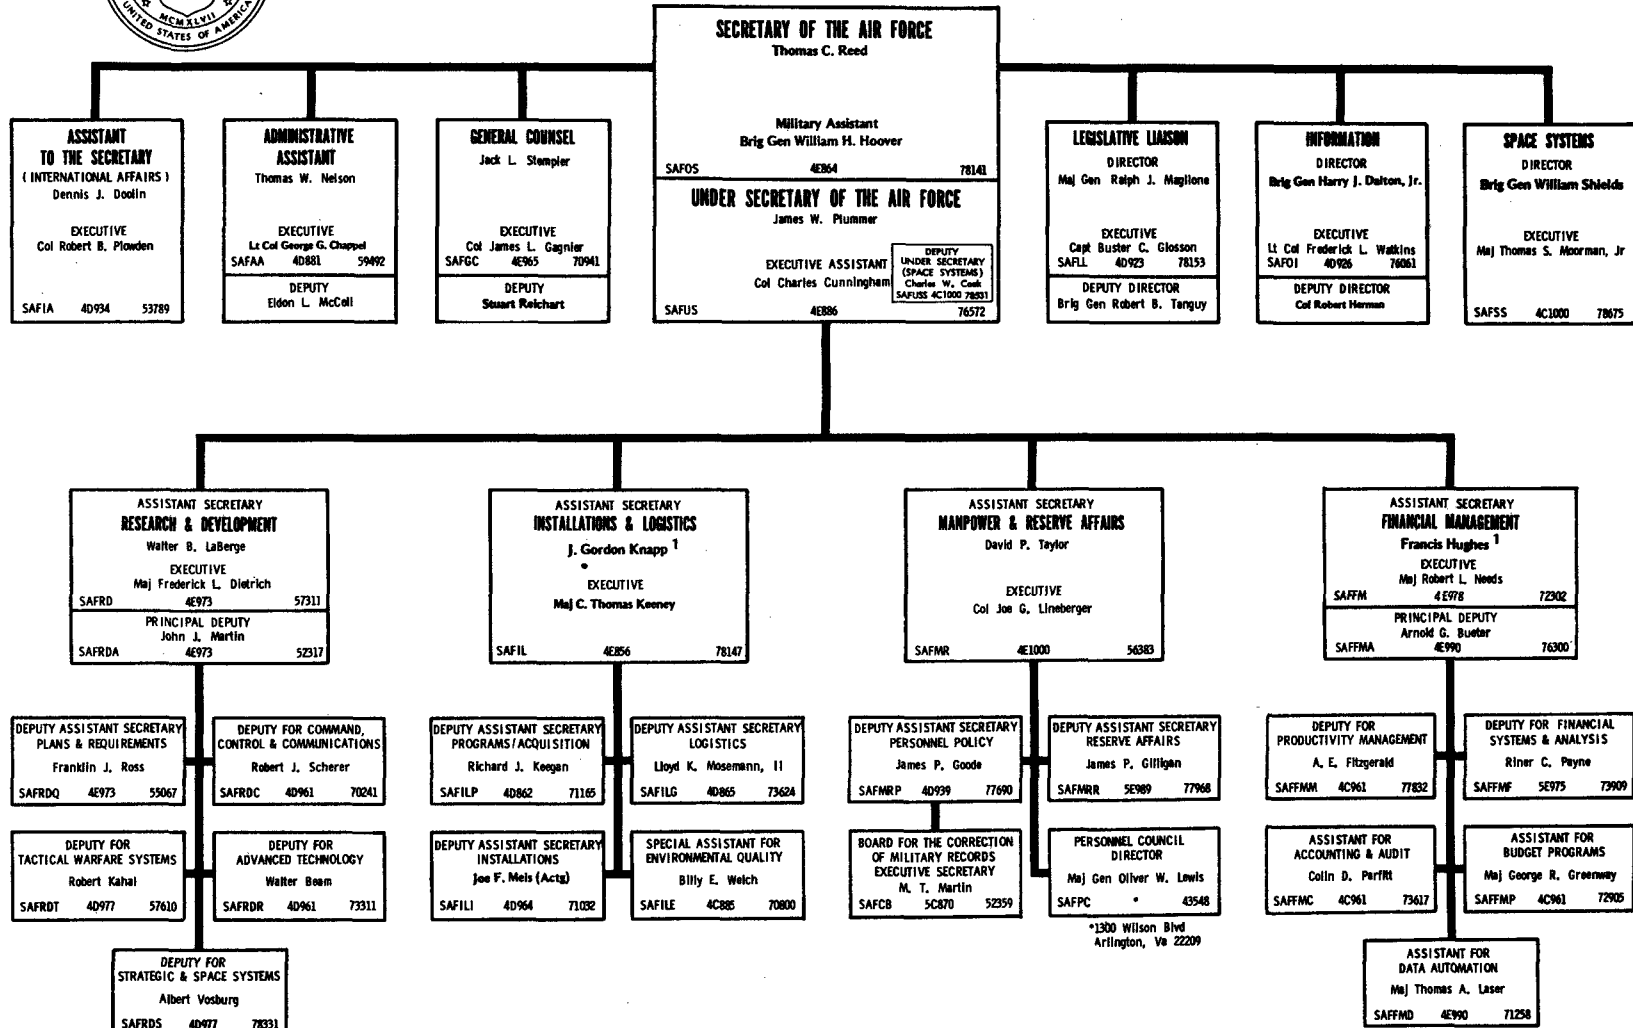 MCMXLVII
UNITED STATES OF AMERICA
SECRETARY OF THE AIR FORCE
Thomas C. Reed
Military Assistant
Brig Gen William H. Hoover
SAFOS 4E864 78141
UNDER SECRETARY OF THE AIR FORCE
James W. Plummer
EXECUTIVE ASSISTANT
Col Charles Cunningham
DEPUTY
UNDER SECRETARY
(SPACE SYSTEMS)
Charles W. Cook
SAFUSS 4C1000 78531
SAFUS 4E886 76572
ASSISTANT
TO THE SECRETARY
(INTERNATIONAL AFFAIRS)
Dennis J. Doolin
EXECUTIVE
Col Robert B. Plowden
SAFIA 4D934 53789
ADMINISTRATIVE
ASSISTANT
Thomas W. Nelson
EXECUTIVE
Lt Col George G. Chappel
SAFAA 4D881 59492
DEPUTY
Eldon L. McColl
GENERAL COUNSEL
Jack L. Stempler
EXECUTIVE
Col James L. Gagnier
SAFGC 4E965 70941
DEPUTY
Stuart Reichart
LEGISLATIVE LIAISON
DIRECTOR
Maj Gen Ralph J. Maglione
EXECUTIVE
Capt Buster C. Glosson
SAFLL 4D923 78153
DEPUTY DIRECTOR
Brig Gen Robert B. Tanguy
INFORMATION
DIRECTOR
Brig Gen Harry J. Dalton, Jr.
EXECUTIVE
Lt Col Frederick L. Watkins
SAFOI 4D926 76061
DEPUTY DIRECTOR
Col Robert Herman
SPACE SYSTEMS
DIRECTOR
Brig Gen William Shields
EXECUTIVE
Maj Thomas S. Moorman, Jr
SAFSS 4C1000 78675
ASSISTANT SECRETARY
RESEARCH & DEVELOPMENT
Walter B. LaBerge
EXECUTIVE
Maj Frederick L. Dietrich
SAFRD 4E973 57311
PRINCIPAL DEPUTY
John J. Martin
SAFRDA 4E973 52317
ASSISTANT SECRETARY
INSTALLATIONS & LOGISTICS
J. Gordon Knapp 1
EXECUTIVE
Maj C. Thomas Keeney
SAFIL 4E856 78147
ASSISTANT SECRETARY
MANPOWER & RESERVE AFFAIRS
David P. Taylor
EXECUTIVE
Col Joe G. Lineberger
SAFMR 4E1000 56383
ASSISTANT SECRETARY
FINANCIAL MANAGEMENT
Francis Hughes 1
EXECUTIVE
Maj Robert L. Needs
SAFFM 4E978 72302
PRINCIPAL DEPUTY
Arnold G. Bueter
SAFFMA 4E990 76300
DEPUTY ASSISTANT SECRETARY
PLANS & REQUIREMENTS
Franklin J. Ross
SAFRDQ 4E973 55067
DEPUTY FOR COMMAND,
CONTROL & COMMUNICATIONS
Robert J. Scherer
SAFRDC 4D961 70241
DEPUTY FOR
TACTICAL WARFARE SYSTEMS
Robert Kahal
SAFRDT 4D977 57610
DEPUTY FOR
ADVANCED TECHNOLOGY
Walter Beam
SAFRDR 4D961 73311
DEPUTY FOR
STRATEGIC & SPACE SYSTEMS
Albert Vosburg
SAFRDS 4D977 78331
DEPUTY ASSISTANT SECRETARY
PROGRAMS/ACQUISITION
Richard J. Keegan
SAFILP 4D862 71165
DEPUTY ASSISTANT SECRETARY
LOGISTICS
Lloyd K. Mosemann, II
SAFILG 4D865 73624
DEPUTY ASSISTANT SECRETARY
INSTALLATIONS
Joe F. Meis (Actg)
SAFILI 4D964 71032
SPECIAL ASSISTANT FOR
ENVIRONMENTAL QUALITY
Billy E. Welch
SAFILE 4C885 70800
DEPUTY ASSISTANT SECRETARY
PERSONNEL POLICY
James P. Goode
SAFMRP 4D939 77690
DEPUTY ASSISTANT SECRETARY
RESERVE AFFAIRS
James P. Gilligan
SAFMRR 5E989 77968
BOARD FOR THE CORRECTION
OF MILITARY RECORDS
EXECUTIVE SECRETARY
M. T. Martin
SAFCB 5C870 52359
PERSONNEL COUNCIL
DIRECTOR
Maj Gen Oliver W. Lewis
SAFPC * 43548
*1300 Wilson Blvd
Arlington, Va 22209
DEPUTY FOR
PRODUCTIVITY MANAGEMENT
A. E. Fitzgerald
SAFFMM 4C961 77832
DEPUTY FOR FINANCIAL
SYSTEMS & ANALYSIS
Riner C. Payne
SAFFMF 5E975 73909
ASSISTANT FOR
ACCOUNTING & AUDIT
Colin D. Parfitt
SAFFMC 4C961 73617
ASSISTANT FOR
BUDGET PROGRAMS
Maj George R. Greenway
SAFFMP 4C961 72905
ASSISTANT FOR
DATA AUTOMATION
Maj Thomas A. Laser
SAFFMD 4E990 71258